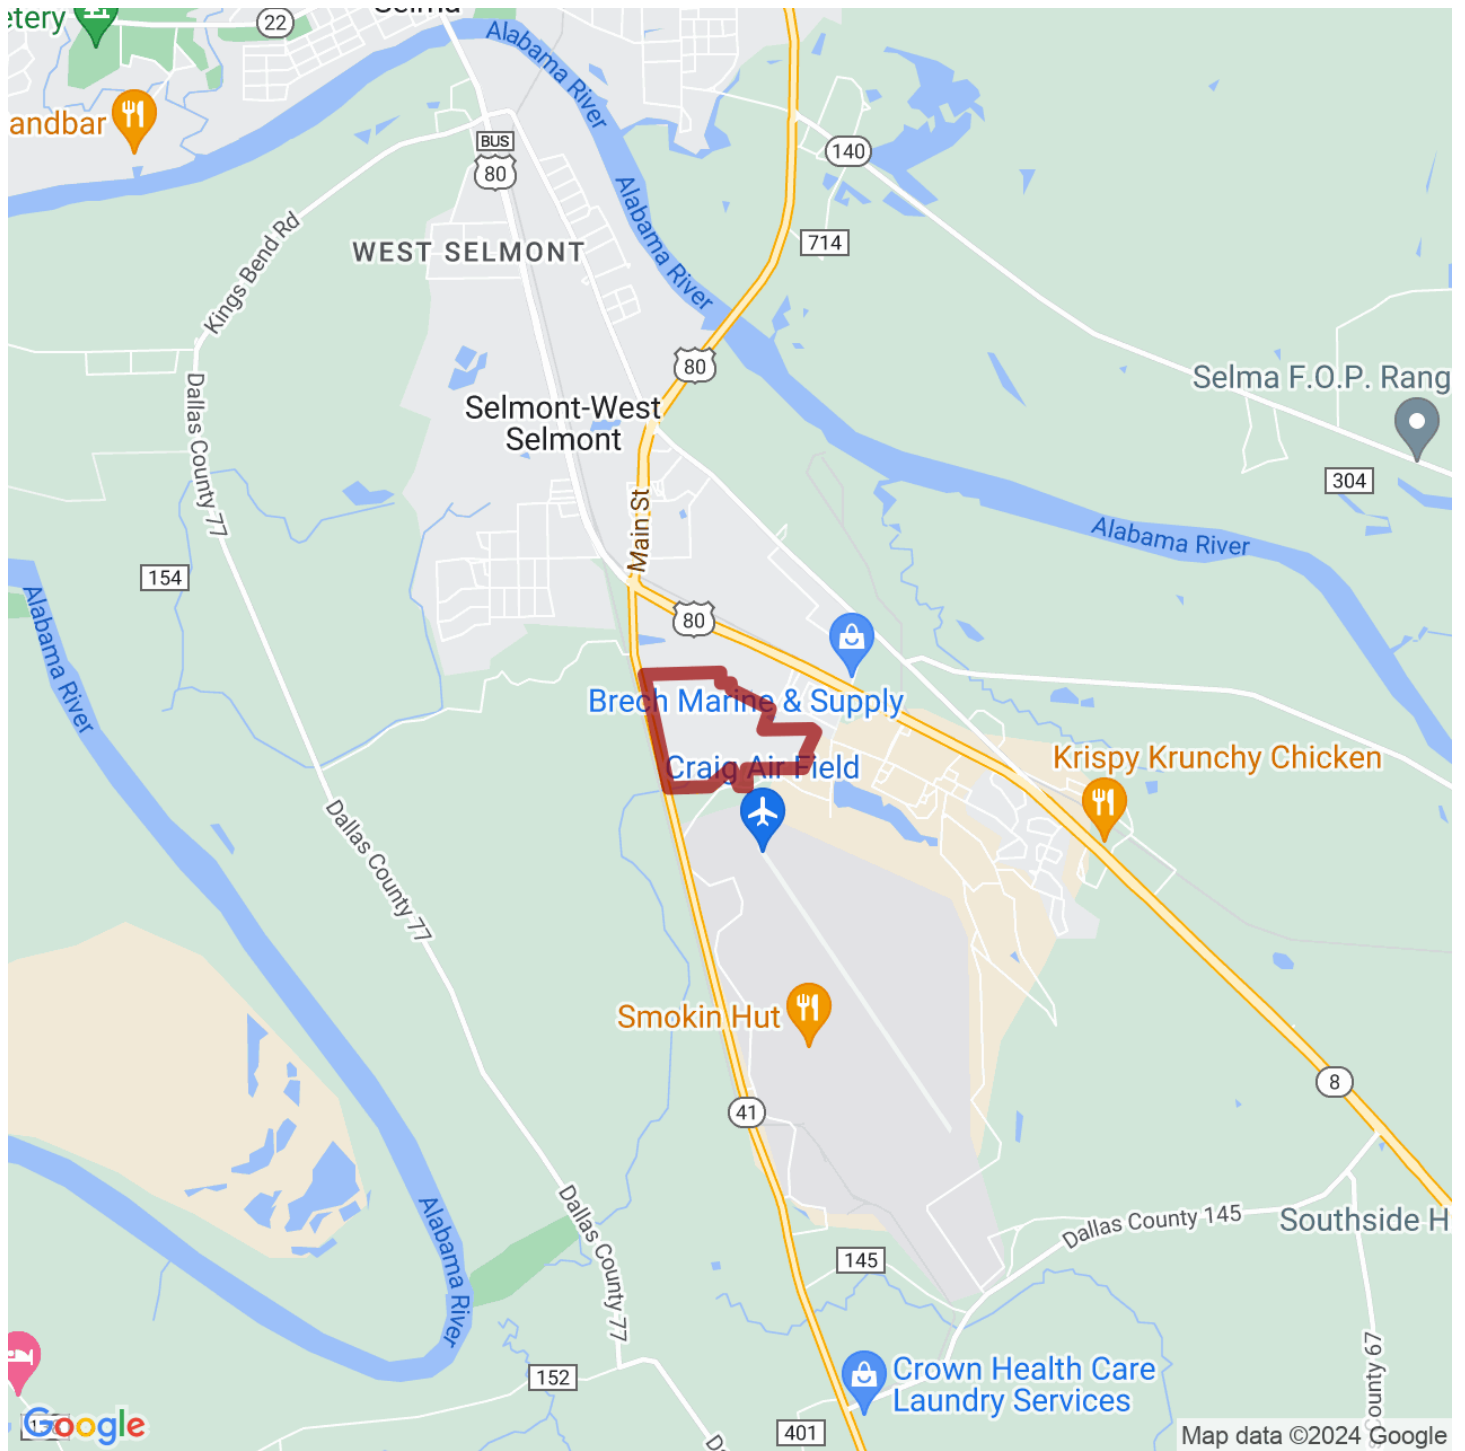 Selma
etery
22
Alabama River
andbar
BUS
80
140
Alabama River
714
Kings Bend Rd
WEST SELMONT
80
Selma F.O.P. Rang
Dallas County 77
Selmont-West
Selmont
304
Main St
Alabama River
154
Alabama River
80
Brech Marine & Supply
Craig Air Field
Krispy Krunchy Chicken
Dallas County 77
Smokin Hut
8
41
Dallas County 77
Alabama River
Dallas County 145
Southside H
145
152
County 67
Crown Health Care
Laundry Services
401
Google
Map data ©2024 Google